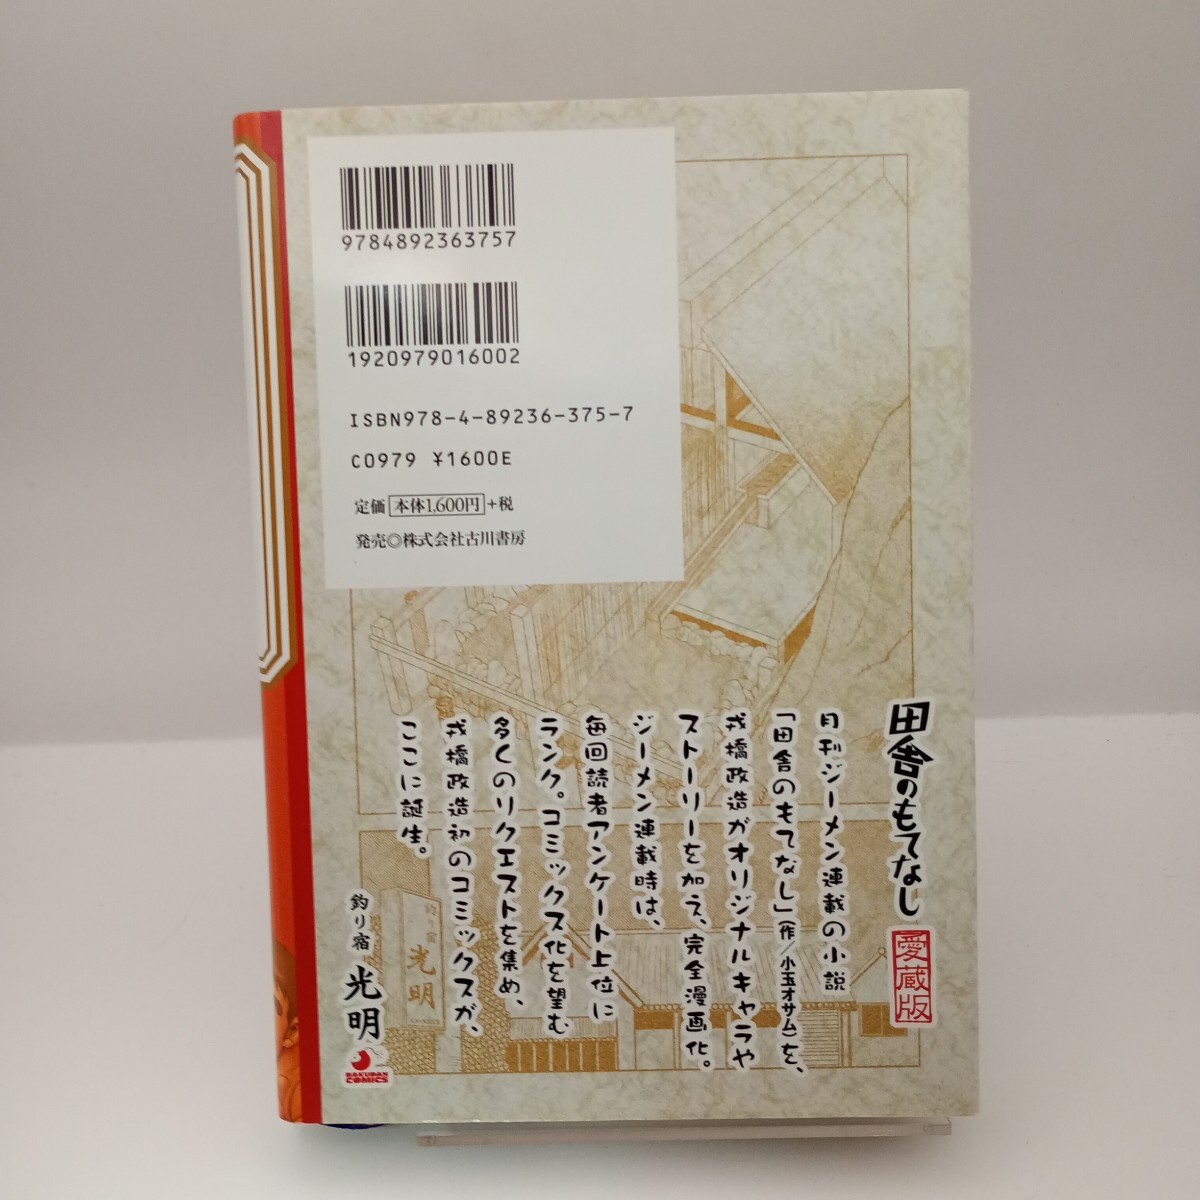 9784892363757
1920979016002
ISBN978-4-89236-375-7
C0979 ¥1600E
定価 本体1,600円 +税
発売◎株式会社古川書房
田舎のもてなし
愛蔵版
月刊ジーメン連載の小説
「田舎のもてなし」(作/小玉オサム)を、
戎橋政造がオリジナルキャラや
ストーリーを加え、完全漫画化。
ジーメン連載時は、
毎回読者アンケート上位に
ランク。コミックス化を望む
多くのリクエストを集め、
戎橋政造初のコミックスが、
ここに誕生。
釣り宿 光明
釣り宿
光明
BAKUDAN
COMICS